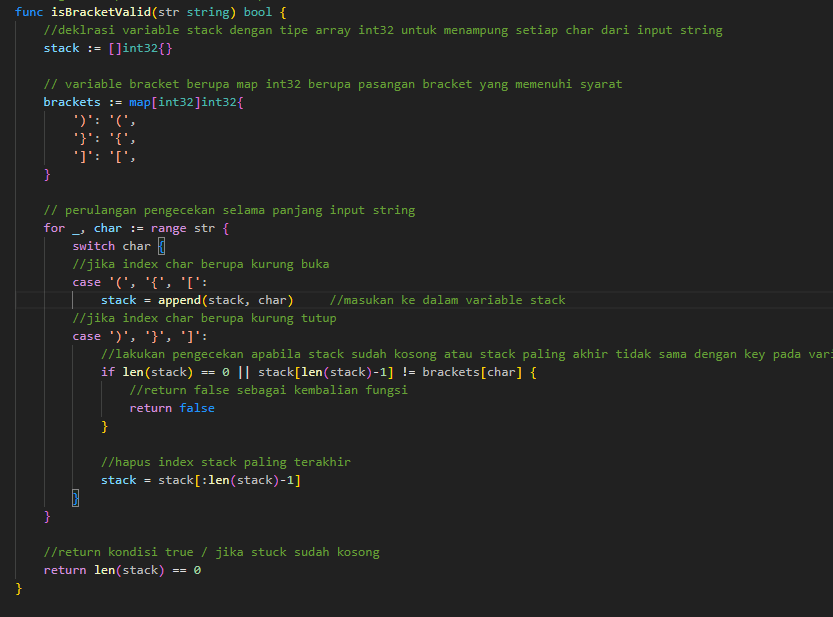 func isBracketValid(str string) bool {
//deklrasi variable stack dengan tipe array int32 untuk menampung setiap char dari input string
stack := []int32{}
// variable bracket berupa map int32 berupa pasangan bracket yang memenuhi syarat
brackets := map[int32]int32{
')': '(',
'}': '{',
']': '[',
}
// perulangan pengecekan selama panjang input string
for _, char := range str {
switch char {
//jika index char berupa kurung buka
case '(', '{', '[':
stack = append(stack, char)     //masukan ke dalam variable stack
//jika index char berupa kurung tutup
case ')', '}', ']':
//lakukan pengecekan apabila stack sudah kosong atau stack paling akhir tidak sama dengan key pada vari
if len(stack) == 0 || stack[len(stack)-1] != brackets[char] {
//return false sebagai kembalian fungsi
return false
}
//hapus index stack paling terakhir
stack = stack[:len(stack)-1]
}
}
//return kondisi true / jika stuck sudah kosong
return len(stack) == 0
}